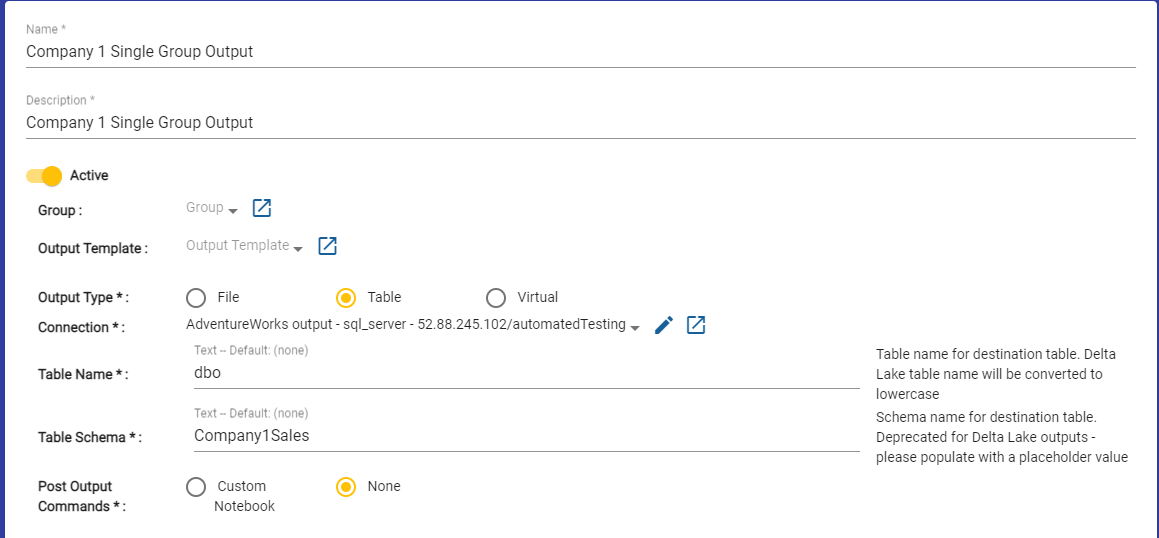 Name *
Company 1 Single Group Output
Description *
Company 1 Single Group Output
Active
Group :
Group
Output Template :
Output Template
Output Type * :
File
Table
Virtual
Connection * :
AdventureWorks output - sql_server - 52.88.245.102/automatedTesting
Text -- Default: (none)
Table Name * :
dbo
Table name for destination table. Delta
Lake table name will be converted to
lowercase
Text -- Default: (none)
Table Schema * :
Company1Sales
Schema name for destination table.
Deprecated for Delta Lake outputs -
please populate with a placeholder value
Post Output
Commands * :
Custom
Notebook
None